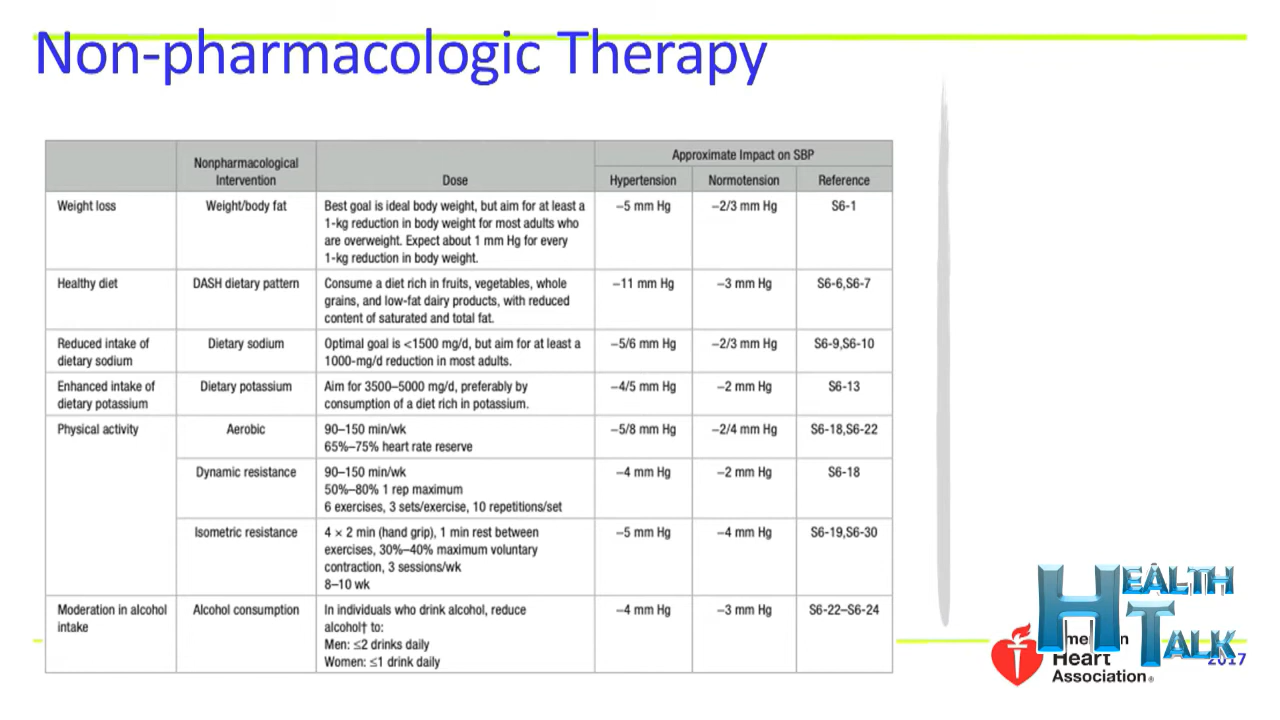 Non-pharmacologic Therapy
Approximate Impact on SBP
Nonpharmacological
Intervention
Dose
Hypertension
Normotension
Reference
Weight loss
Weight/body fat
Best goal is ideal body weight, but aim for at least a
1-kg reduction in body weight for most adults who
are overweight. Expect about 1 mm Hg for every
1-kg reduction in body weight.
−5 mm Hg
−2/3 mm Hg
S6-1
Healthy diet
DASH dietary pattern
Consume a diet rich in fruits, vegetables, whole
grains, and low-fat dairy products, with reduced
content of saturated and total fat.
−11 mm Hg
−3 mm Hg
S6-6,S6-7
Reduced intake of
dietary sodium
Dietary sodium
Optimal goal is <1500 mg/d, but aim for at least a
1000-mg/d reduction in most adults.
−5/6 mm Hg
−2/3 mm Hg
S6-9,S6-10
Enhanced intake of
dietary potassium
Dietary potassium
Aim for 3500–5000 mg/d, preferably by
consumption of a diet rich in potassium.
−4/5 mm Hg
−2 mm Hg
S6-13
Physical activity
Aerobic
90–150 min/wk
65%–75% heart rate reserve
−5/8 mm Hg
−2/4 mm Hg
S6-18,S6-22
Dynamic resistance
90–150 min/wk
50%–80% 1 rep maximum
6 exercises, 3 sets/exercise, 10 repetitions/set
−4 mm Hg
−2 mm Hg
S6-18
Isometric resistance
4 × 2 min (hand grip), 1 min rest between
exercises, 30%–40% maximum voluntary
contraction, 3 sessions/wk
8–10 wk
−5 mm Hg
−4 mm Hg
S6-19,S6-30
Moderation in alcohol
intake
Alcohol consumption
In individuals who drink alcohol, reduce
alcohol† to:
Men: ≤2 drinks daily
Women: ≤1 drink daily
−4 mm Hg
−3 mm Hg
S6-22–S6-24
HEALTH
TALK
Heart
Association®
2017